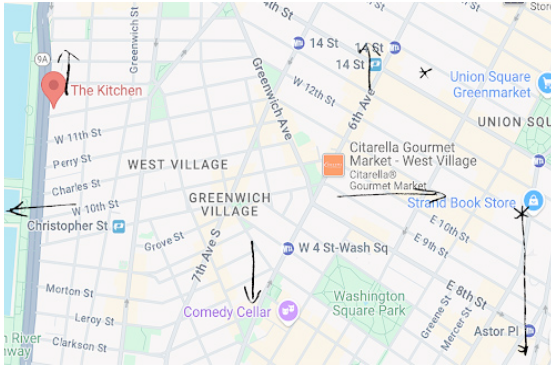 4th St
Greenwich St
14 St
14 St
14 St
9A
The Kitchen
Greenwich Ave
W 12th St
6th Ave
Union Square
Greenmarket
UNION SQU
W 11th St
Perry St
Charles St
W 10th St
Christopher St
WEST VILLAGE
GREENWICH
VILLAGE
Citarella Gourmet
Market - West Village
Citarella®
Gourmet Market
Strand Book Store
E 10th St
E 9th St
Grove St
7th Ave S
W 4 St-Wash Sq
Morton St
Leroy St
Clarkson St
Comedy Cellar
Washington
Square Park
E 8th St
Greene St
Mercer St
Astor Pl
n River
nway